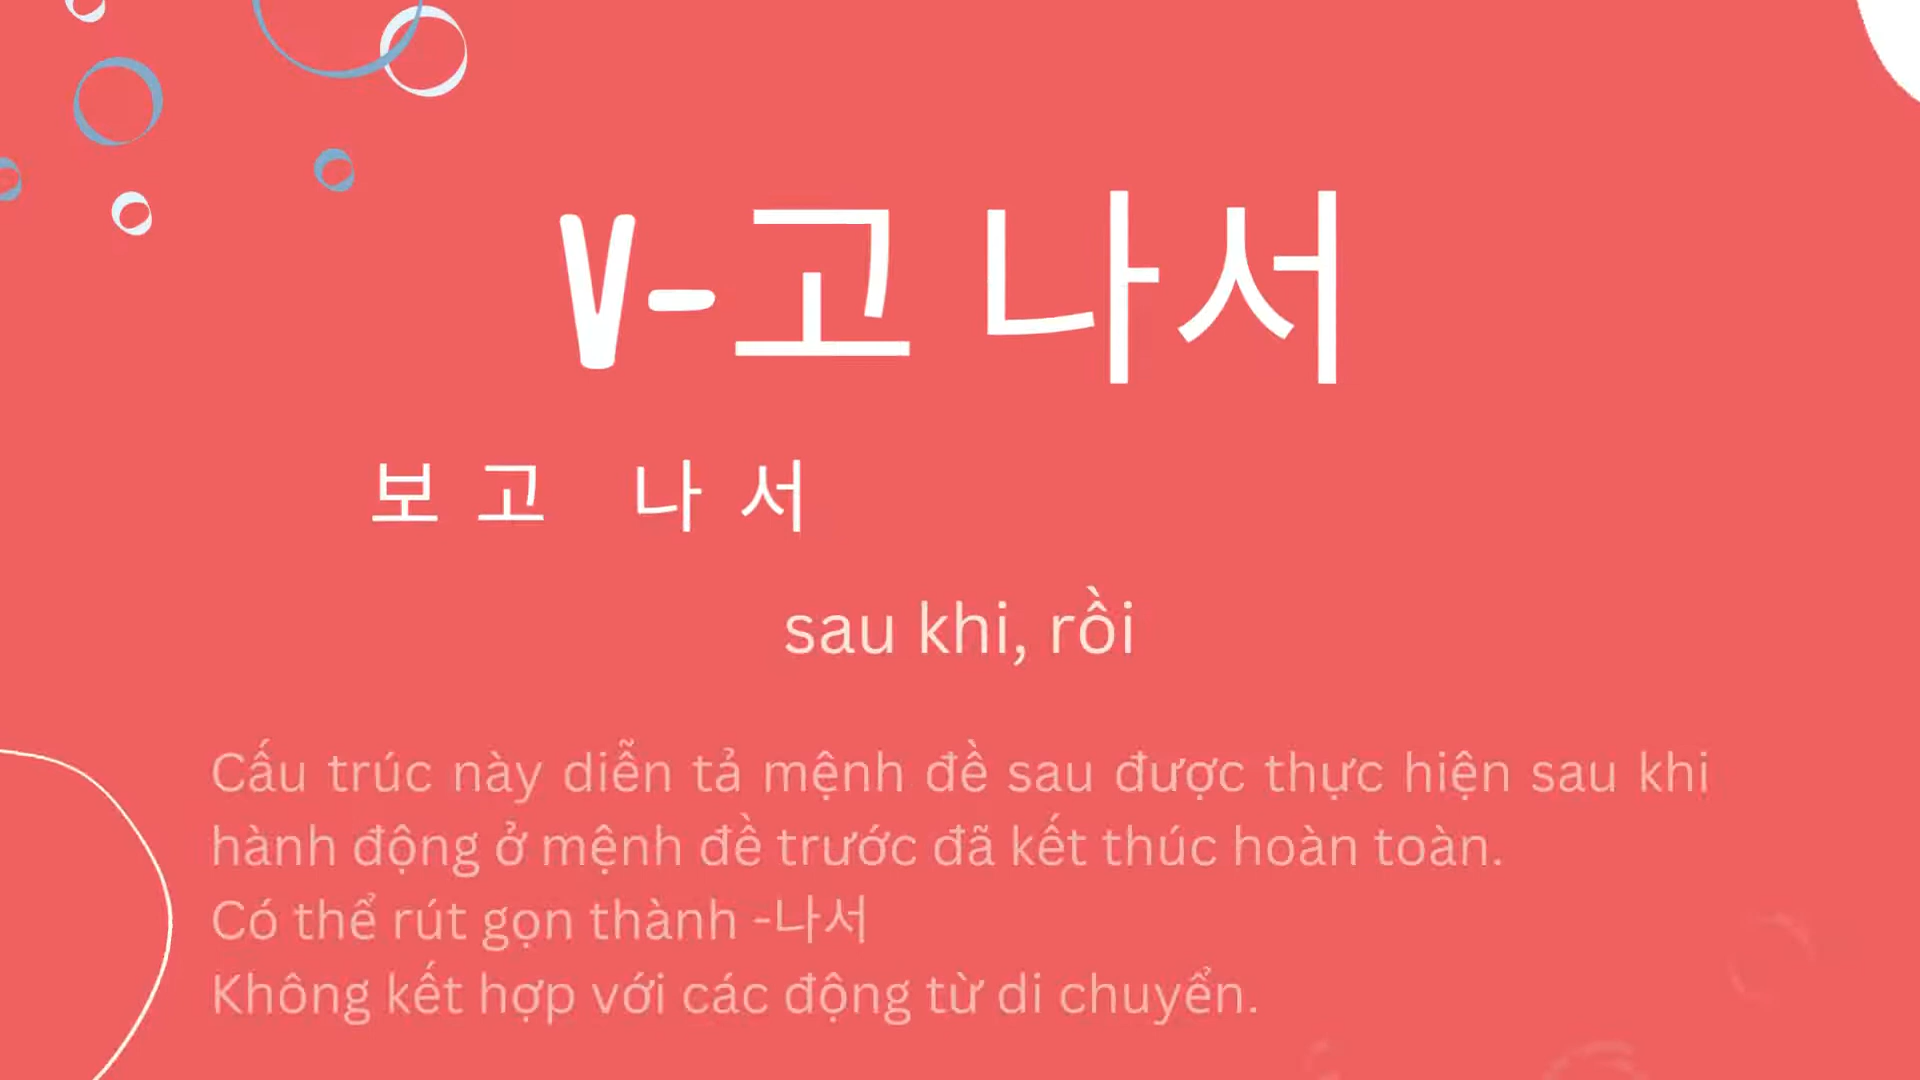 V-고 나서
보고 나서
sau khi, rồi
Cấu trúc này diễn tả mệnh đề sau được thực hiện sau khi
hành động ở mệnh đề trước đã kết thúc hoàn toàn.
Có thể rút gọn thành -나서
Không kết hợp với các động từ di chuyển.